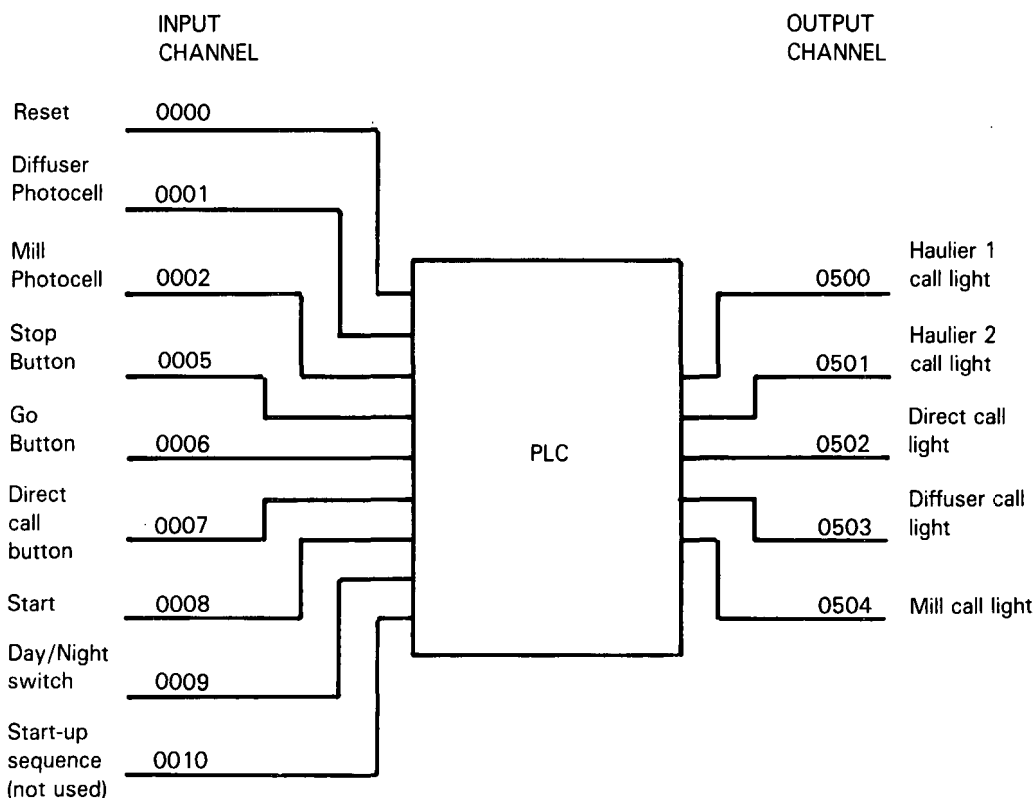 INPUT
CHANNEL
OUTPUT
CHANNEL
Reset
0000
Diffuser
Photocell
0001
Mill
Photocell
0002
Stop
Button
0005
Go
Button
0006
Direct
call
button
0007
Start
0008
Day/Night
switch
0009
Start-up
sequence
(not used)
0010
PLC
0500
Haulier 1
call light
0501
Haulier 2
call light
0502
Direct call
light
0503
Diffuser call
light
0504
Mill call light